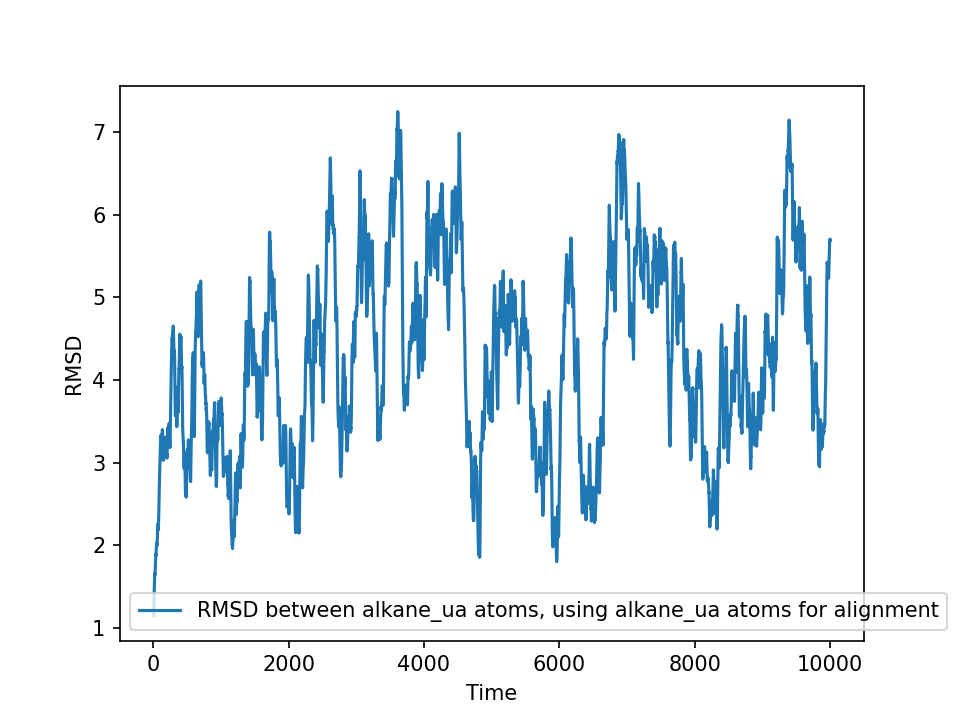 7
6
5
4
3
2
1
RMSD
RMSD between alkane_ua atoms, using alkane_ua atoms for alignment
0 2000 4000 6000 8000 10000
Time